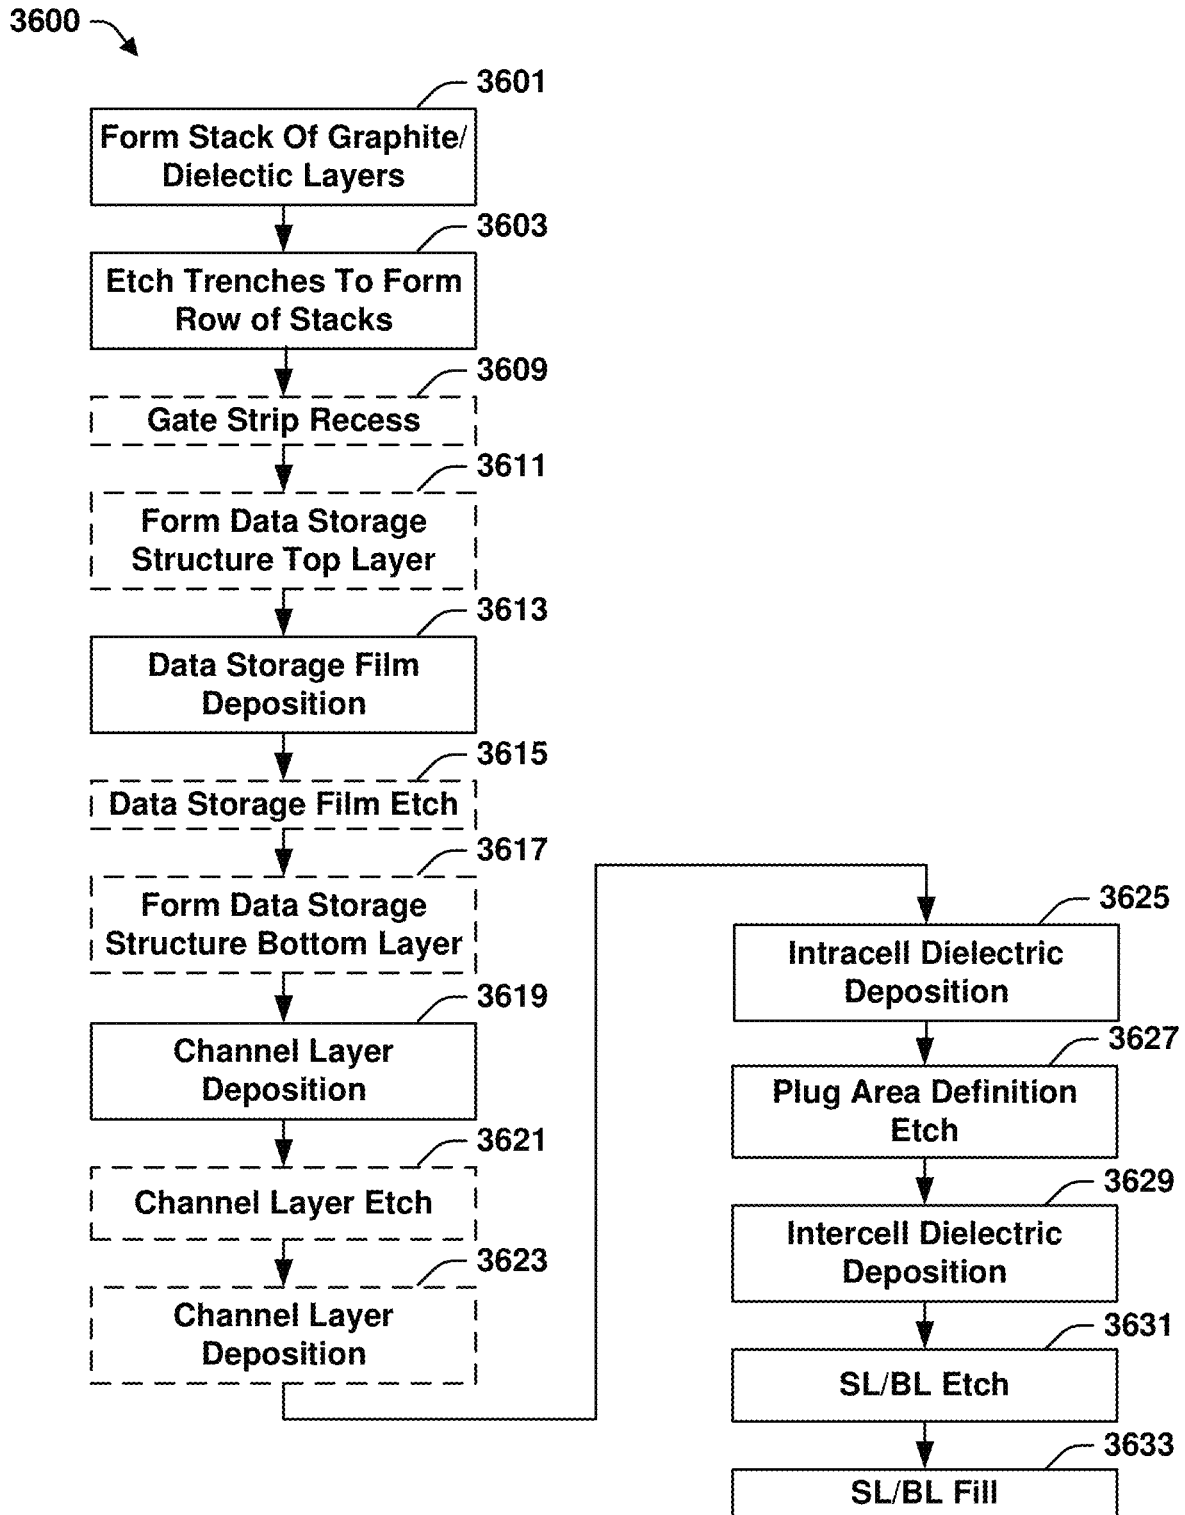 3600
3601
Form Stack Of Graphite/
Dielectic Layers
3603
Etch Trenches To Form
Row of Stacks
3609
Gate Strip Recess
3611
Form Data Storage
Structure Top Layer
3613
Data Storage Film
Deposition
3615
Data Storage Film Etch
3617
Form Data Storage
Structure Bottom Layer
3619
Channel Layer
Deposition
3621
Channel Layer Etch
3623
Channel Layer
Deposition
3625
Intracell Dielectric
Deposition
3627
Plug Area Definition
Etch
3629
Intercell Dielectric
Deposition
3631
SL/BL Etch
3633
SL/BL Fill